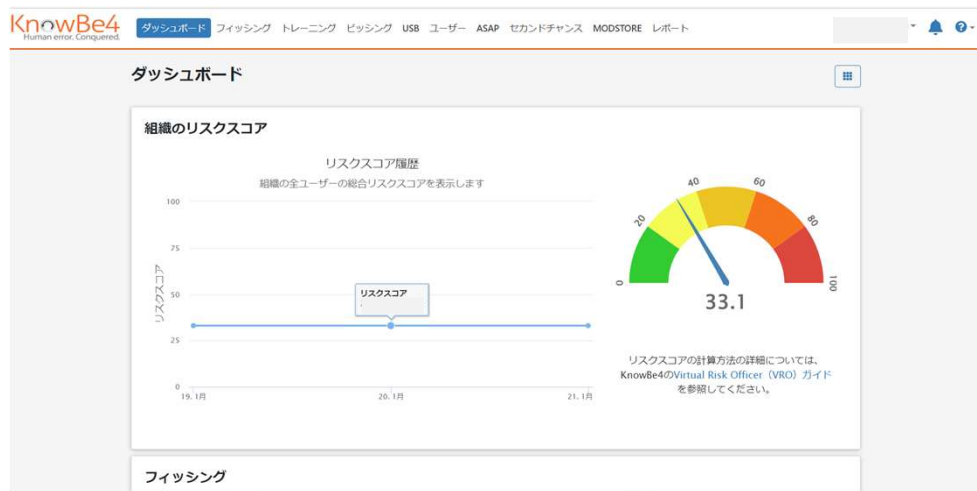 KnowBe4
Human error. Conquered.
ダッシュボード フィッシング トレーニング ビッシング USB ユーザー ASAP セカンドチャンス MODSTORE レポート
ダッシュボード
組織のリスクスコア
リスクスコア履歴
組織の全ユーザーの総合リスクスコアを表示します
リスクスコア
100
75
50
25
0
リスクスコア
19. 1月
20. 1月
21. 1月
0
20
40
60
80
100
33.1
リスクスコアの計算方法の詳細については、
KnowBe4のVirtual Risk Officer（VRO）ガイド
を参照してください。
フィッシング